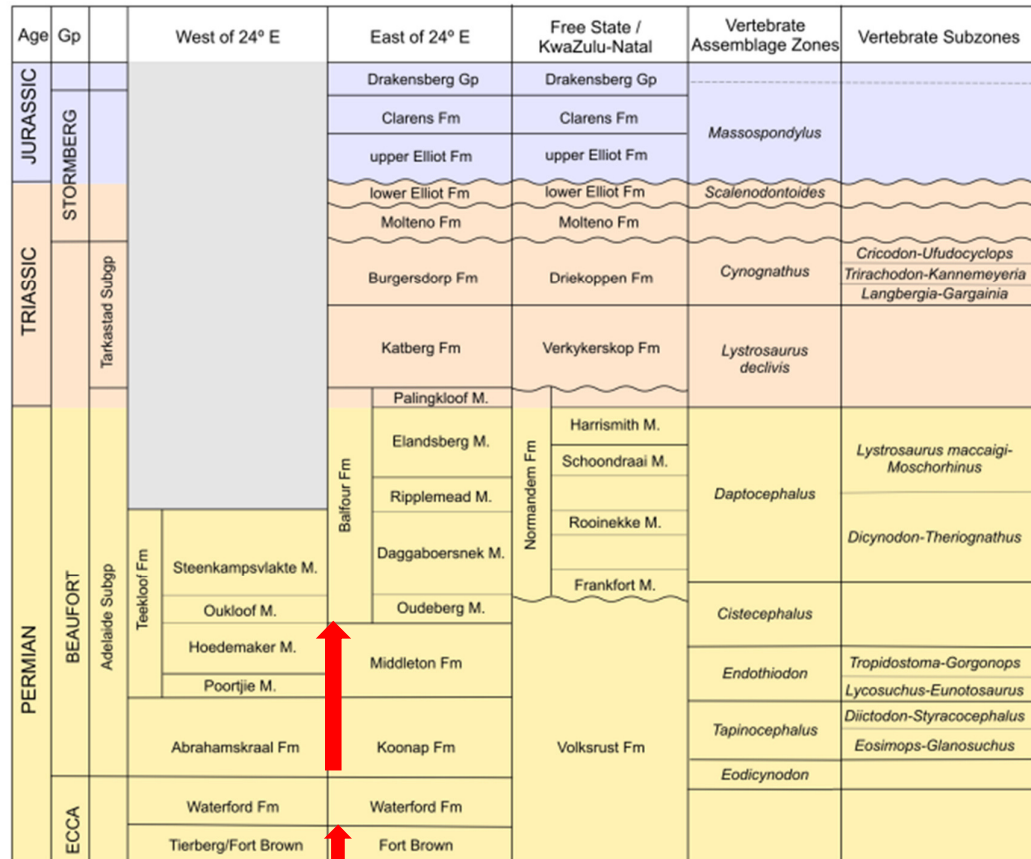 Age
Gp
West of 24º E
East of 24º E
Free State /
KwaZulu-Natal
Vertebrate
Assemblage Zones
Vertebrate Subzones
JURASSIC
TRIASSIC
PERMIAN
STORMBERG
BEAUFORT
ECCA
Tarkastad Subgp
Adelaide Subgp
Teekloof Fm
Steenkampsvlakte M.
Oukloof M.
Hoedemaker M.
Poortjie M.
Abrahamskraal Fm
Waterford Fm
Tierberg/Fort Brown
Drakensberg Gp
Clarens Fm
upper Elliot Fm
lower Elliot Fm
Molteno Fm
Burgersdorp Fm
Katberg Fm
Balfour Fm
Palingkloof M.
Elandsberg M.
Ripplemead M.
Daggaboersnek M.
Oudeberg M.
Middleton Fm
Koonap Fm
Waterford Fm
Fort Brown
Drakensberg Gp
Clarens Fm
upper Elliot Fm
lower Elliot Fm
Molteno Fm
Driekoppen Fm
Verkykerskop Fm
Normandem Fm
Harrismith M.
Schoondraai M.
Rooinekke M.
Frankfort M.
Volksrust Fm
Massospondylus
Scalenodontoides
Cynognathus
Lystrosaurus
declivis
Daptocephalus
Cistecephalus
Endothiodon
Tapinocephalus
Eodicynodon
Cricodon-Ufudocyclops
Trirachodon-Kannemeyeria
Langbergia-Gargainia
Lystrosaurus maccaigi-
Moschorhinus
Dicynodon-Theriognathus
Tropidostoma-Gorgonops
Lycosuchus-Eunotosaurus
Diictodon-Styracocephalus
Eosimops-Glanosuchus